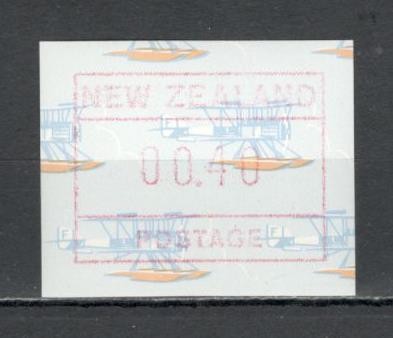 NEW ZEALAND
F
00.40
F
POSTAGE
F